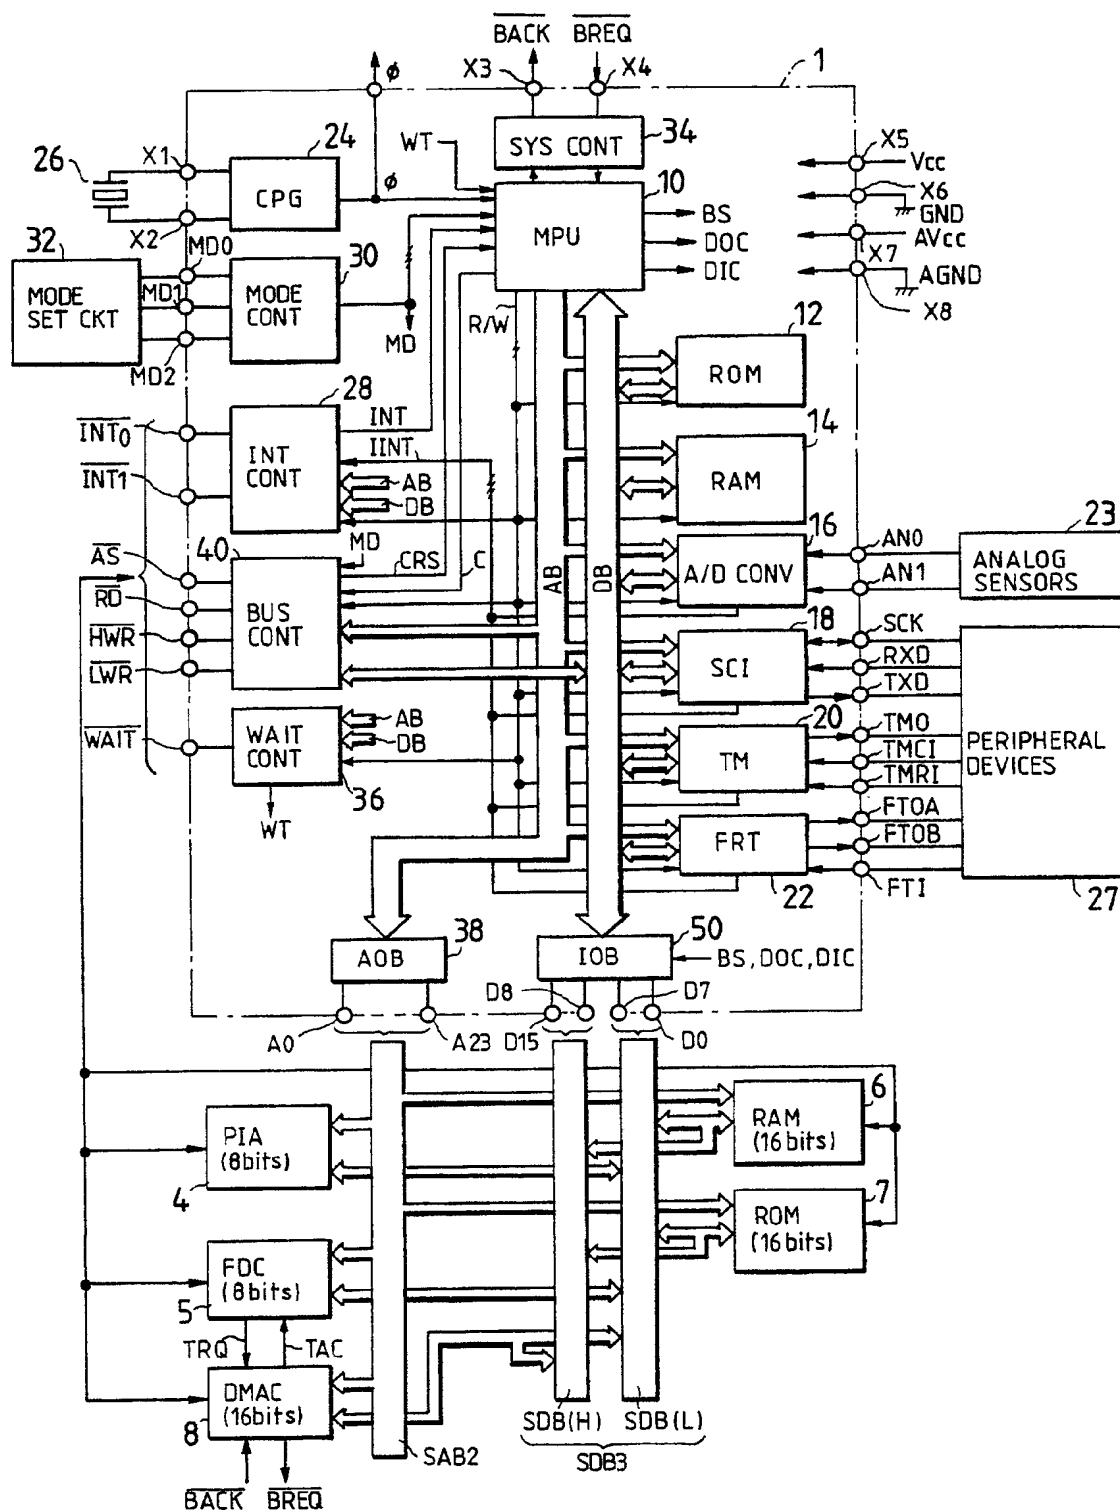 BACK BREQ
ϕ X3 X4 1
26 X1 24 WT SYS CONT 34 X5 Vcc
CPG ϕ 10 X6
X2 BS GND
32 MD0 30 MPU DOC X7 AVcc
MODE SET CKT MD1 MODE CONT DIC AGND
MD2 MD R/W 12 X8
28 ROM
INT0 INT 14
INT CONT IINT RAM
INT1 AB
DB 16 23
40 MD AN0
AS CRS C AB DB A/D CONV ANALOG SENSORS
RD BUS CONT AN1
HWR 18 SCK
LWR SCI RXD
TXD
WAIT WAIT CONT AB 20 TMO
DB TM TMCI PERIPHERAL DEVICES
36 TMRI
WT FTOA
FRT FTOB
22 FTI 27
38 50
AOB IOB BS,DOC,DIC
D8 D7
A0 A23 D15 D0
6
PIA (8bits) RAM (16bits)
4 7
ROM (16bits)
FDC (8bits)
5
TRQ TAC
DMAC (16bits)
8 SDB(H) SDB(L)
SAB2
SDB3
BACK BREQ